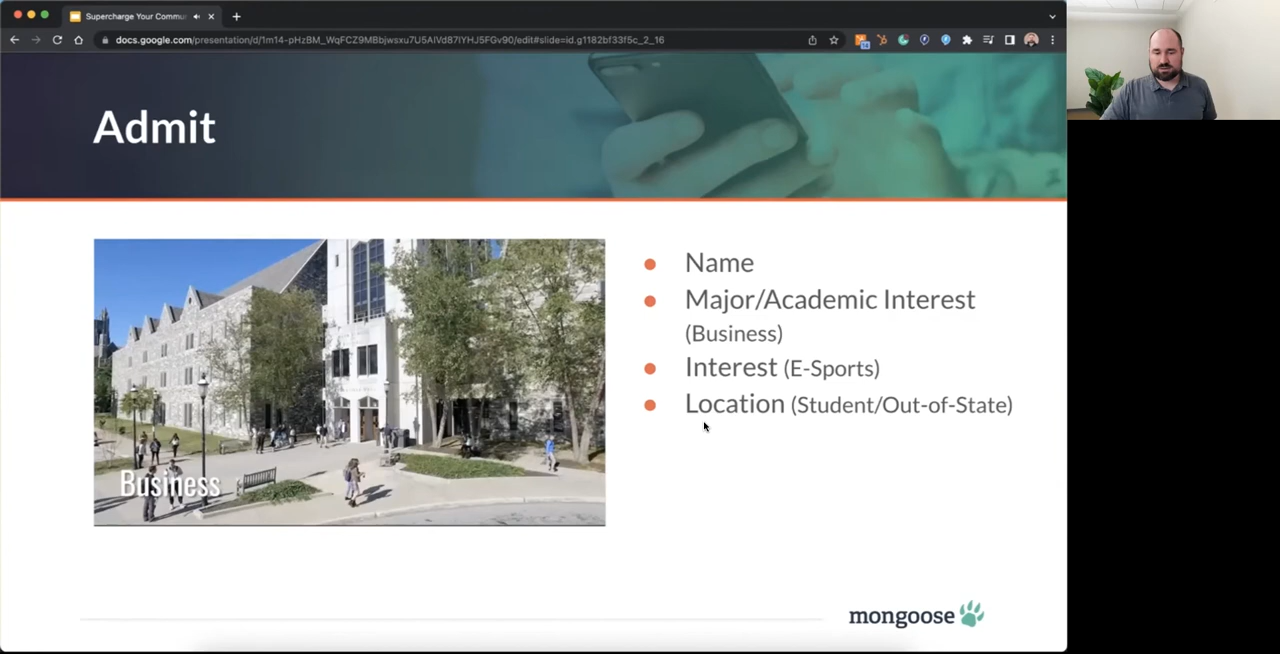 Supercharge Your Commu
docs.google.com/presentation/d/1m14-pHzBM_WqFCZ9MBbjwsxu7U5AlVd87IYHJ5FGv90/edit#slide=id.g1182bf33f5c_2_16
Admit
Name
Major/Academic Interest
(Business)
Interest (E-Sports)
Location (Student/Out-of-State)
Business
mongoose